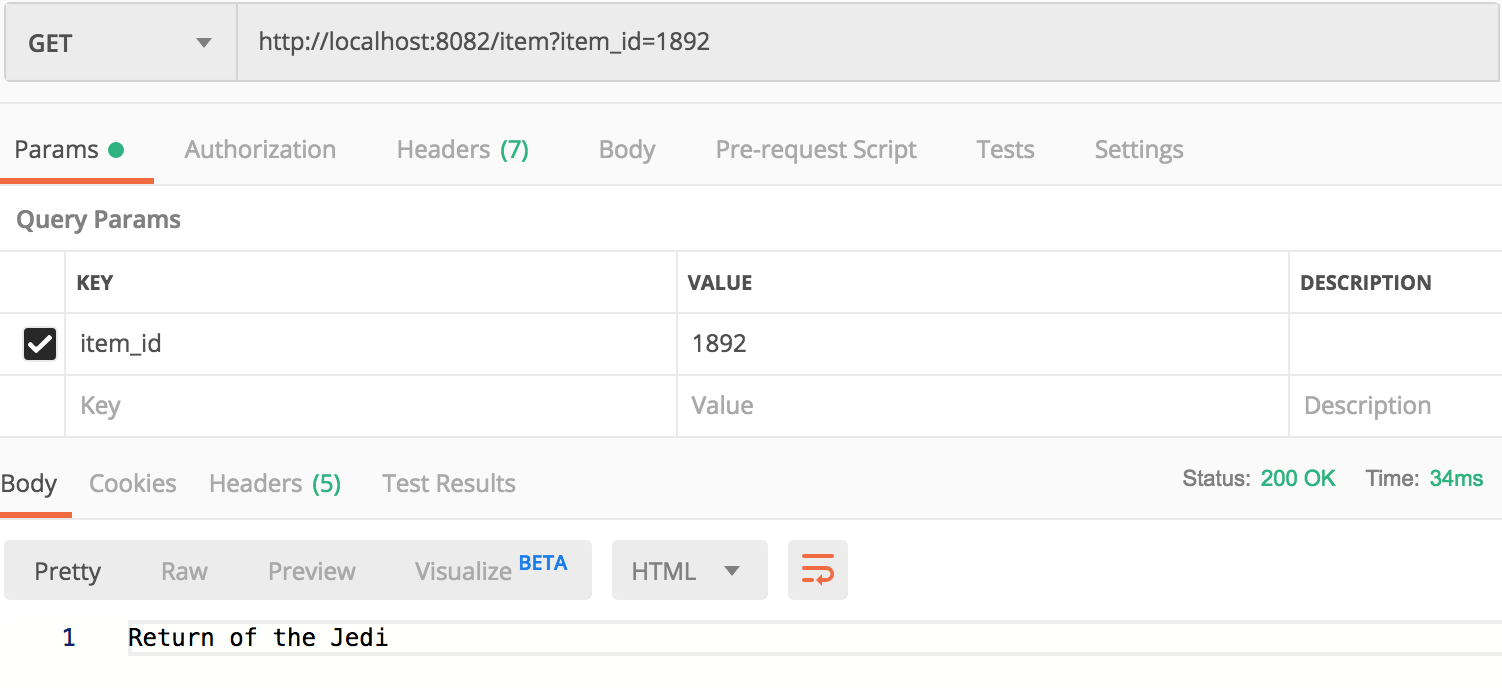 GET http://localhost:8082/item?item_id=1892
Params Authorization Headers (7) Body Pre-request Script Tests Settings
Query Params
KEY VALUE DESCRIPTION
item_id 1892
Key Value Description
Body Cookies Headers (5) Test Results Status: 200 OK Time: 34ms
Pretty Raw Preview Visualize BETA HTML
1 Return of the Jedi